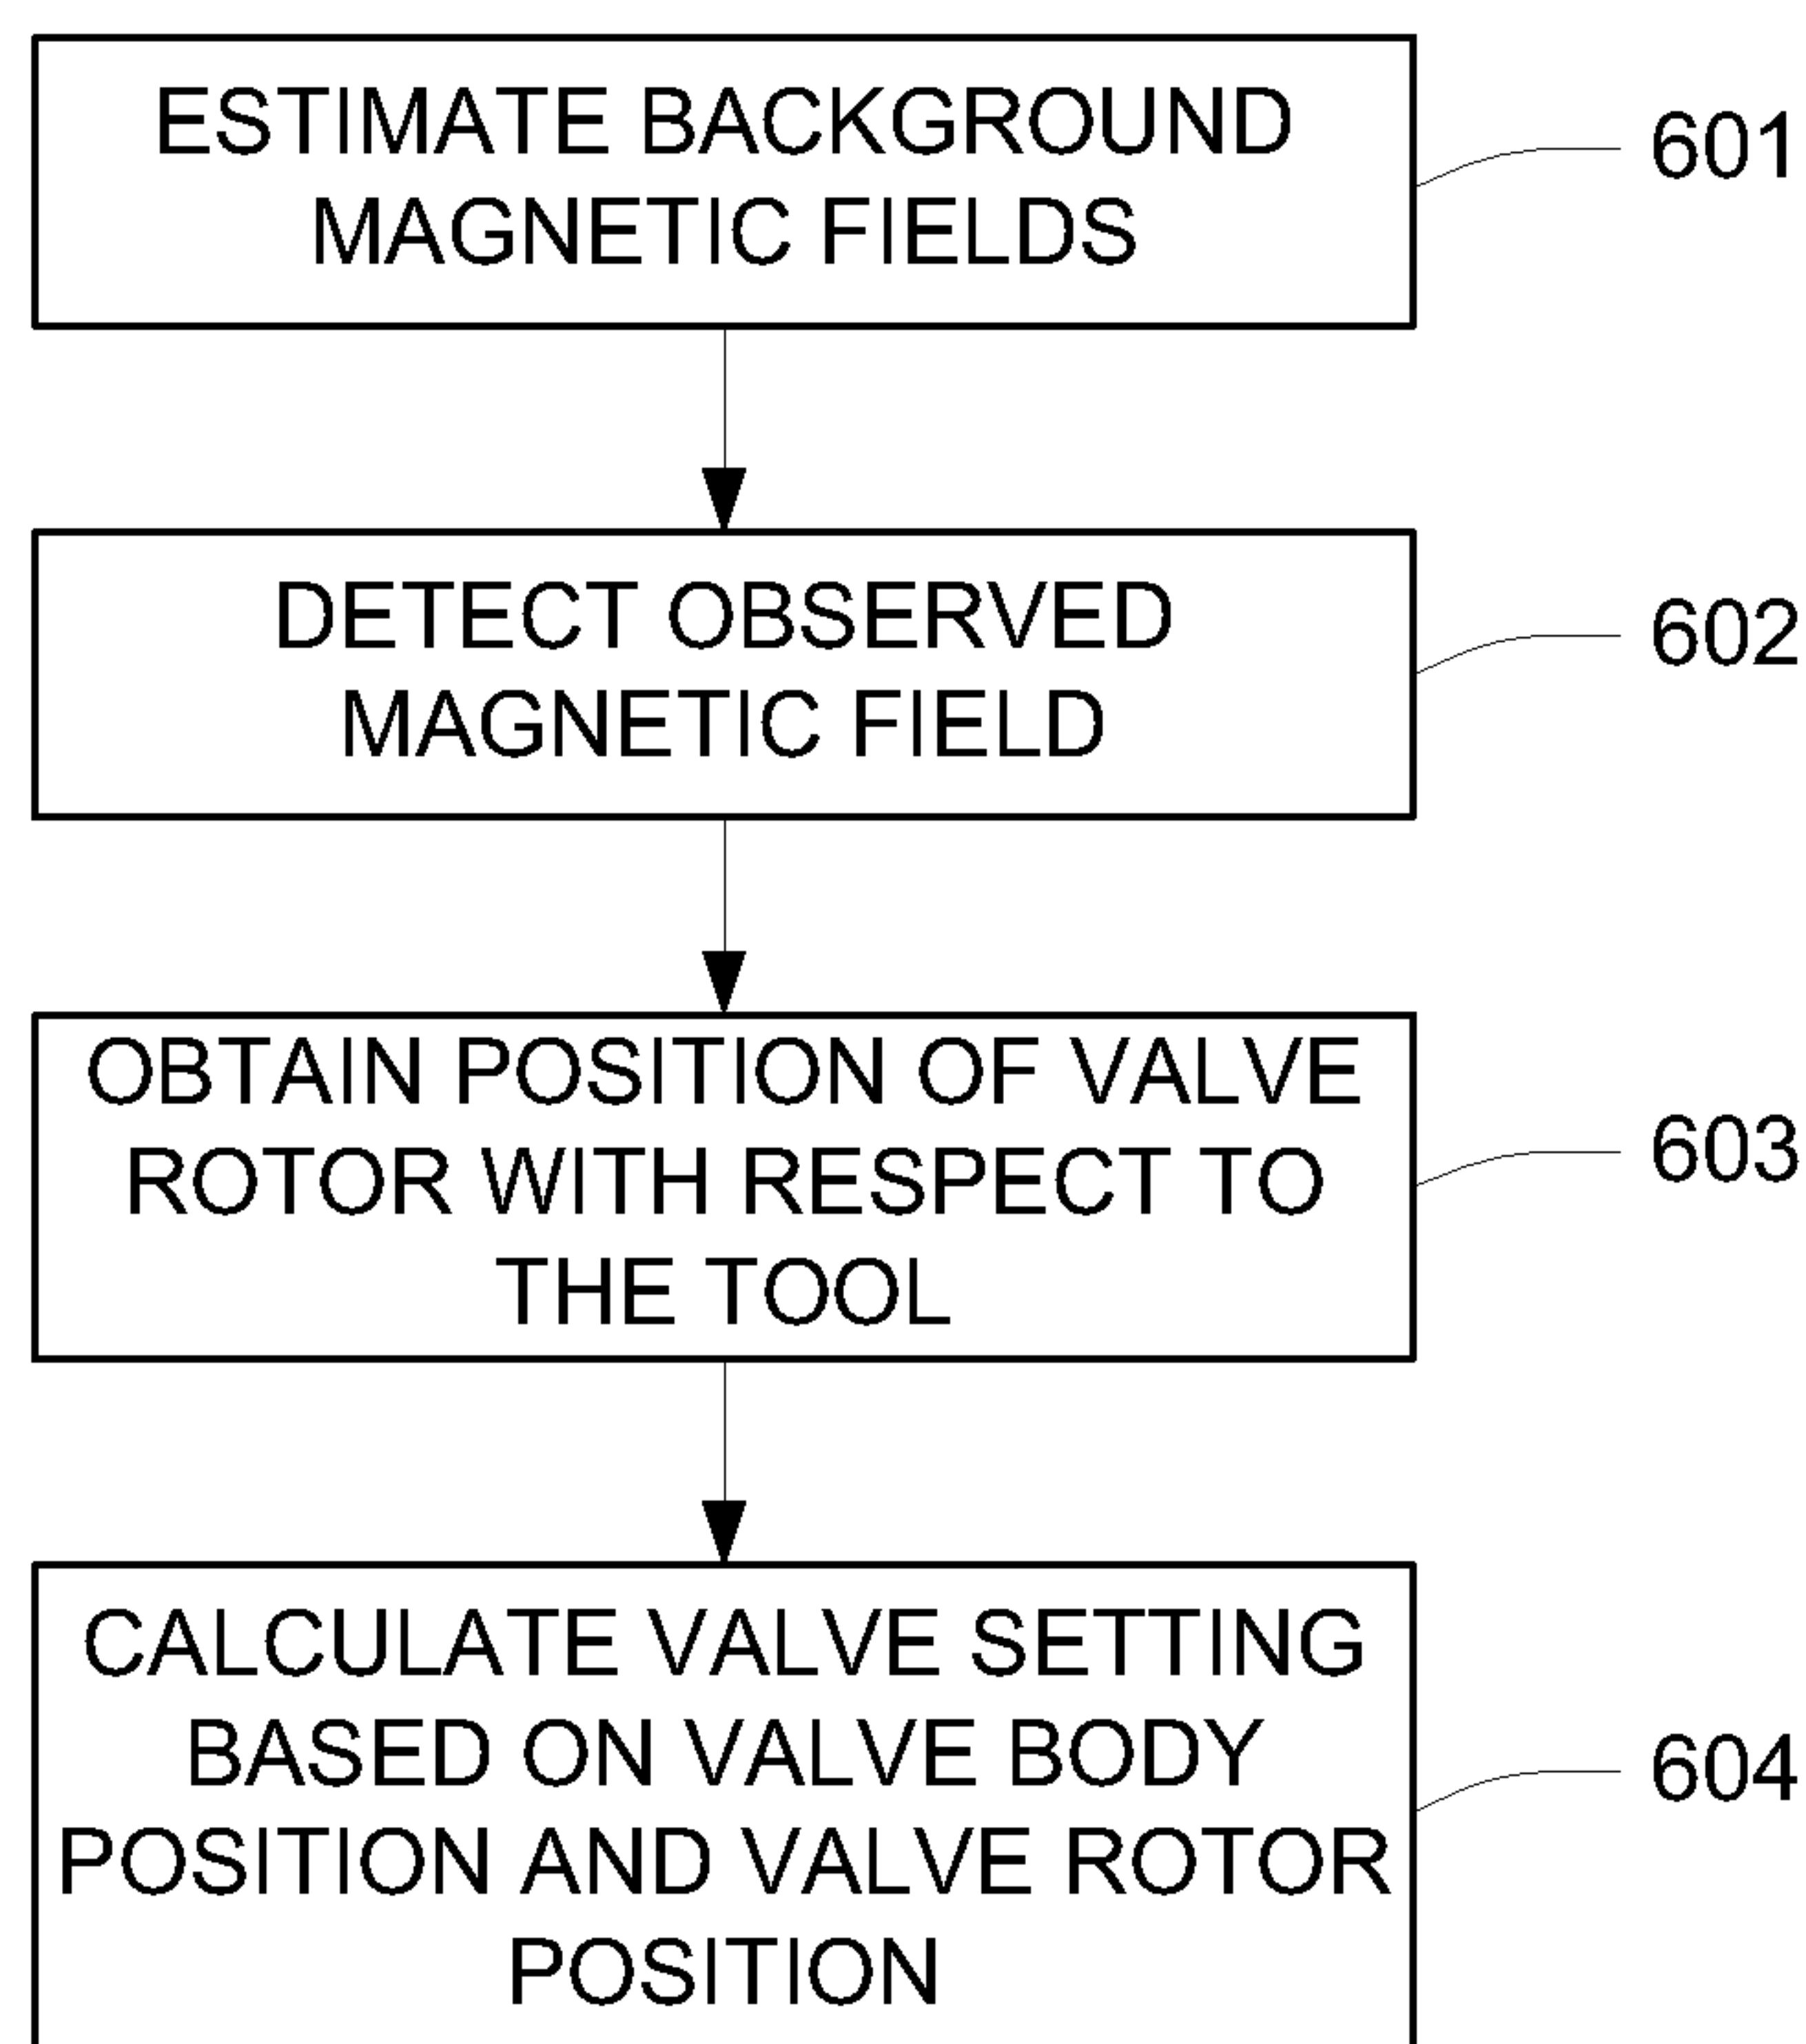 ESTIMATE BACKGROUND
MAGNETIC FIELDS
601
DETECT OBSERVED
MAGNETIC FIELD
602
OBTAIN POSITION OF VALVE
ROTOR WITH RESPECT TO
THE TOOL
603
CALCULATE VALVE SETTING
BASED ON VALVE BODY
POSITION AND VALVE ROTOR
POSITION
604